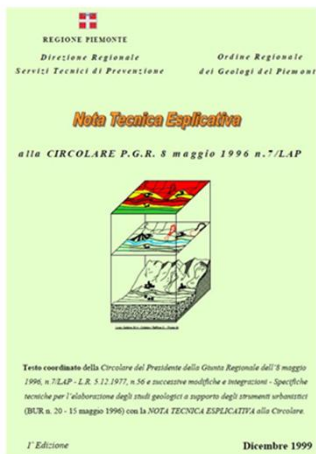 REGIONE PIEMONTE
Direzione Regionale
Servizi Tecnici di Prevenzione
Ordine Regionale
dei Geologi del Piemont
Nota Tecnica Esplicativa
alla CIRCOLARE P.G.R. 8 maggio 1996 n.7/LAP
Testo coordinato della Circolare del Presidente della Giunta Regionale dell'8 maggio
1996, n.7/LAP - L.R. 5.12.1977, n.56 e successive modifiche e integrazioni - Specifiche
tecniche per l'elaborazione degli studi geologici a supporto degli strumenti urbanistici
(BUR n. 20 - 15 maggio 1996) con la NOTA TECNICA ESPLICATIVA alla Circolare.
1° Edizione
Dicembre 1999